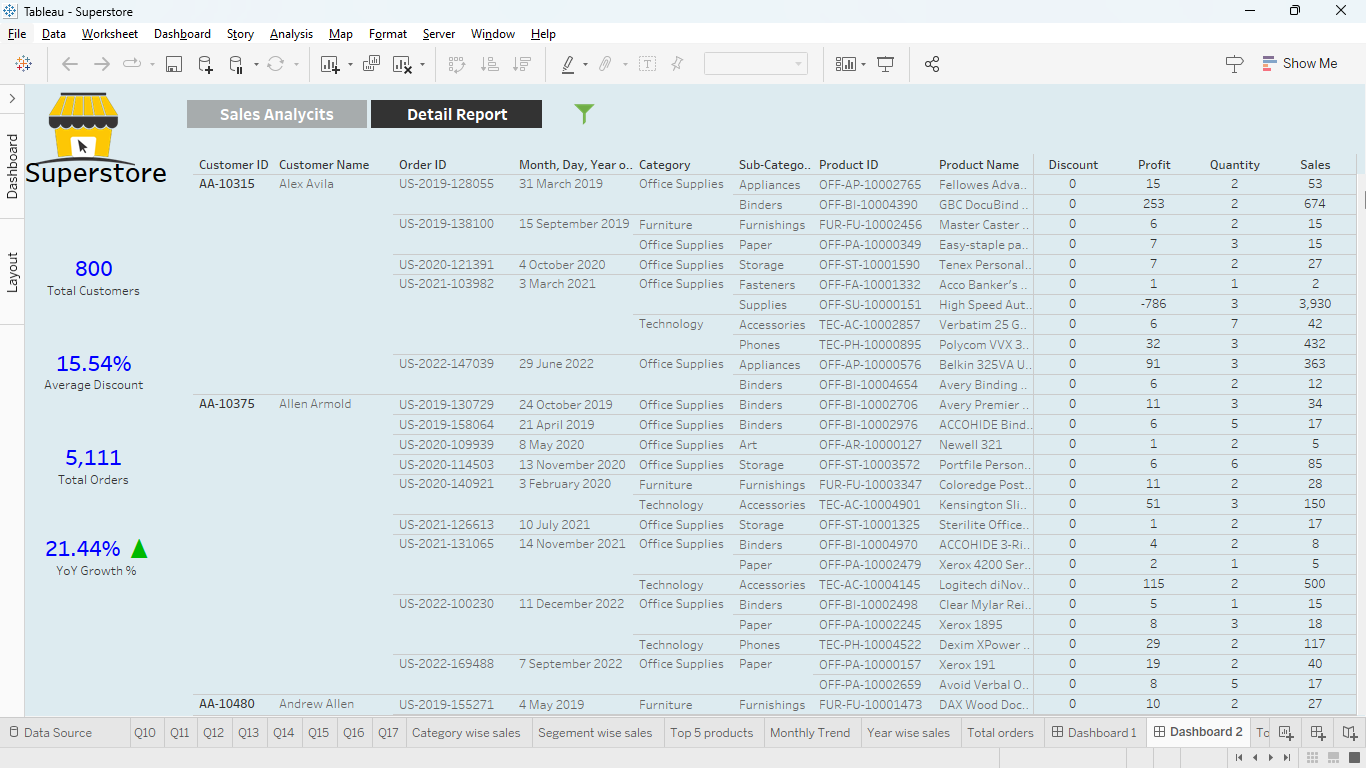 Tableau - Superstore
File Data Worksheet Dashboard Story Analysis Map Format Server Window Help
Show Me
Dashboard
Layout
Superstore
800
Total Customers
15.54%
Average Discount
5,111
Total Orders
21.44%
YoY Growth %
Sales Analycits Detail Report
Customer ID Customer Name Order ID Month, Day, Year o.. Category Sub-Catego.. Product ID Product Name Discount Profit Quantity Sales
AA-10315 Alex Avila US-2019-128055 31 March 2019 Office Supplies Appliances OFF-AP-10002765 Fellowes Adva.. 0 15 2 53
Binders OFF-BI-10004390 GBC DocuBind .. 0 253 2 674
US-2019-138100 15 September 2019 Furniture Furnishings FUR-FU-10002456 Master Caster .. 0 6 2 15
Office Supplies Paper OFF-PA-10000349 Easy-staple pa.. 0 7 3 15
US-2020-121391 4 October 2020 Office Supplies Storage OFF-ST-10001590 Tenex Personal.. 0 7 2 27
US-2021-103982 3 March 2021 Office Supplies Fasteners OFF-FA-10001332 Acco Banker's .. 0 1 1 2
Supplies OFF-SU-10000151 High Speed Aut.. 0 -786 3 3,930
Technology Accessories TEC-AC-10002857 Verbatim 25 G.. 0 6 7 42
Phones TEC-PH-10000895 Polycom VVX 3.. 0 32 3 432
US-2022-147039 29 June 2022 Office Supplies Appliances OFF-AP-10000576 Belkin 325VA U.. 0 91 3 363
Binders OFF-BI-10004654 Avery Binding .. 0 6 2 12
AA-10375 Allen Armold US-2019-130729 24 October 2019 Office Supplies Binders OFF-BI-10002706 Avery Premier .. 0 11 3 34
US-2019-158064 21 April 2019 Office Supplies Binders OFF-BI-10002976 ACCOHIDE Bind.. 0 6 5 17
US-2020-109939 8 May 2020 Office Supplies Art OFF-AR-10000127 Newell 321 0 1 2 5
US-2020-114503 13 November 2020 Office Supplies Storage OFF-ST-10003572 Portfile Person.. 0 6 6 85
US-2020-140921 3 February 2020 Furniture Furnishings FUR-FU-10003347 Coloredge Post.. 0 11 2 28
Technology Accessories TEC-AC-10004901 Kensington Sli.. 0 51 3 150
US-2021-126613 10 July 2021 Office Supplies Storage OFF-ST-10001325 Sterilite Office.. 0 1 2 17
US-2021-131065 14 November 2021 Office Supplies Binders OFF-BI-10004970 ACCOHIDE 3-Ri.. 0 4 2 8
Paper OFF-PA-10002479 Xerox 4200 Ser.. 0 2 1 5
Technology Accessories TEC-AC-10004145 Logitech diNov.. 0 115 2 500
US-2022-100230 11 December 2022 Office Supplies Binders OFF-BI-10002498 Clear Mylar Rei.. 0 5 1 15
Paper OFF-PA-10002245 Xerox 1895 0 8 3 18
Technology Phones TEC-PH-10004522 Dexim XPower .. 0 29 2 117
US-2022-169488 7 September 2022 Office Supplies Paper OFF-PA-10000157 Xerox 191 0 19 2 40
OFF-PA-10002659 Avoid Verbal O.. 0 8 5 17
AA-10480 Andrew Allen US-2019-155271 4 May 2019 Furniture Furnishings FUR-FU-10001473 DAX Wood Doc.. 0 10 2 27
Data Source Q10 Q11 Q12 Q13 Q14 Q15 Q16 Q17 Category wise sales Segement wise sales Top 5 products Monthly Trend Year wise sales Total orders Dashboard 1 Dashboard 2 To